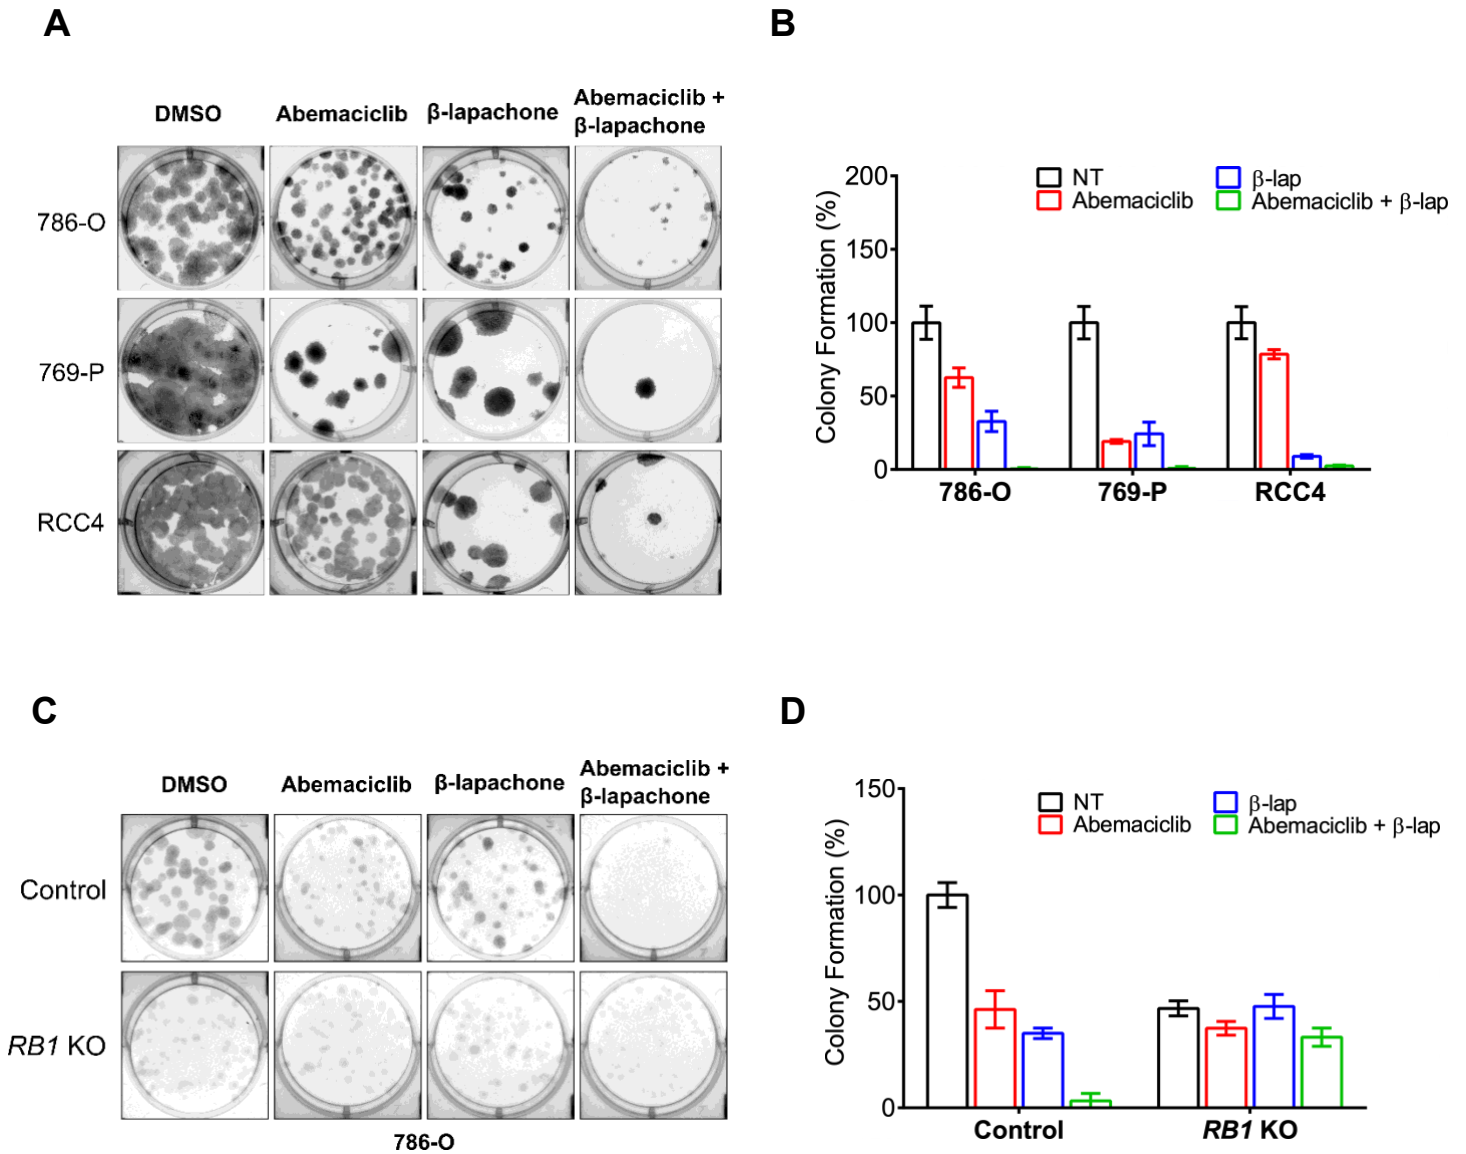 A
DMSO
Abemaciclib
β-lapachone
Abemaciclib +
β-lapachone
786-O
769-P
RCC4
B
Colony Formation (%)
200
150
100
50
0
NT
Abemaciclib
β-lap
Abemaciclib + β-lap
786-O
769-P
RCC4
C
DMSO
Abemaciclib
β-lapachone
Abemaciclib +
β-lapachone
Control
RB1 KO
786-O
D
Colony Formation (%)
150
100
50
0
NT
Abemaciclib
β-lap
Abemaciclib + β-lap
Control
RB1 KO